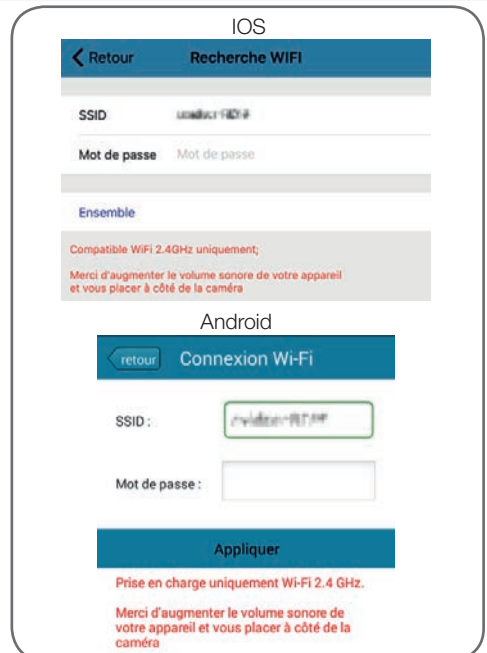 IOS
Retour Recherche WIFI
SSID
Mot de passe Mot de passe
Ensemble
Compatible WiFi 2.4GHz uniquement;
Merci d'augmenter le volume sonore de votre appareil
et vous placer à côté de la caméra
Android
retour Connexion Wi-Fi
SSID :
Mot de passe :
Appliquer
Prise en charge uniquement Wi-Fi 2.4 GHz.
Merci d'augmenter le volume sonore de
votre appareil et vous placer à côté de la
caméra